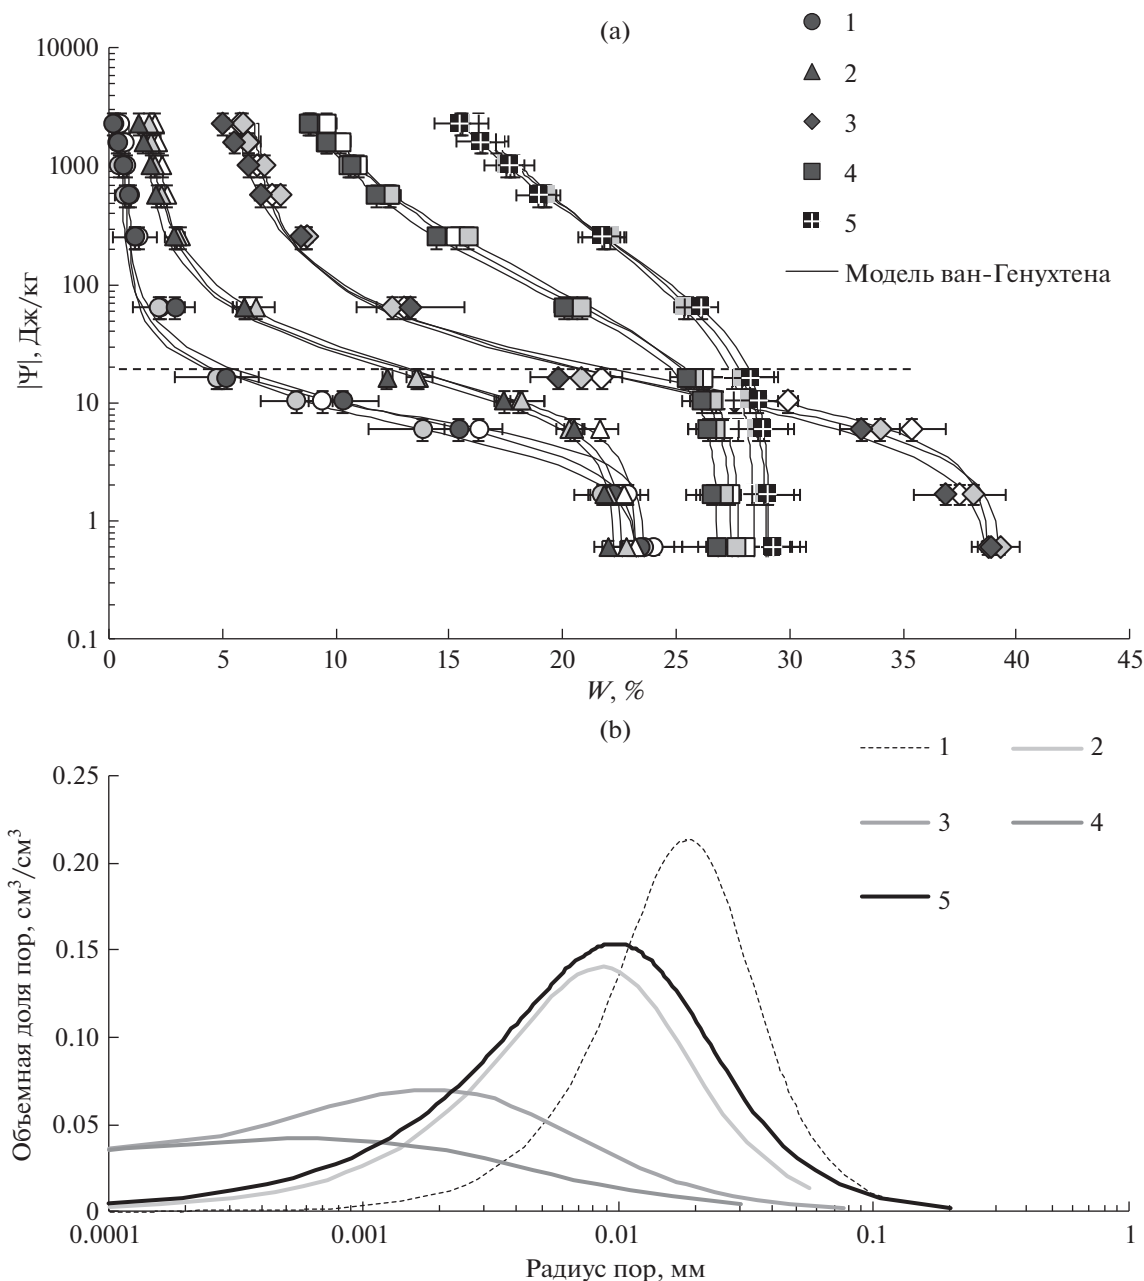 (a)
1
2
3
4
5
Модель ван-Генухтена
|Ψ|, Дж/кг
10000
1000
100
10
1
0.1
0 5 10 15 20 25 30 35 40 45
W, %
(b)
1 2
3 4
5
Объемная доля пор, см³/см³
0.25
0.20
0.15
0.10
0.05
0
0.0001 0.001 0.01 0.1 1
Радиус пор, мм